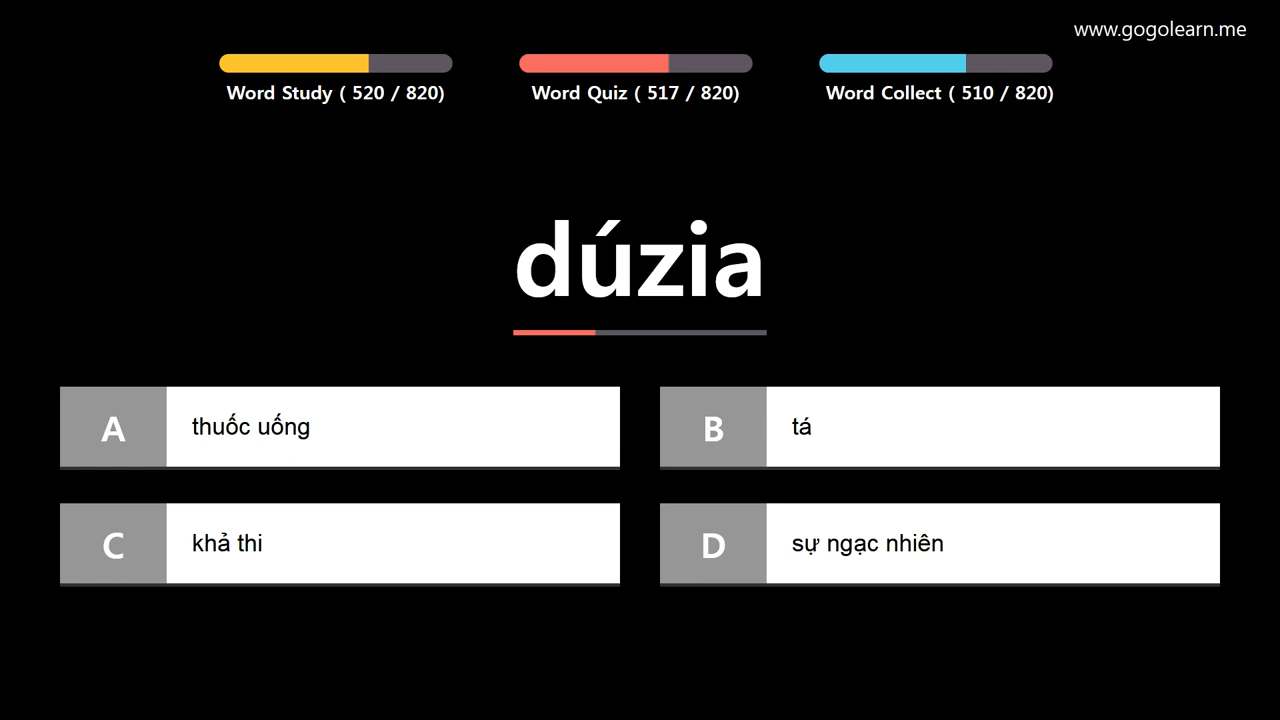 www.gogolearn.me
Word Study ( 520 / 820)
Word Quiz ( 517 / 820)
Word Collect ( 510 / 820)
dúzia
A thuốc uống
B tá
C khả thi
D sự ngạc nhiên